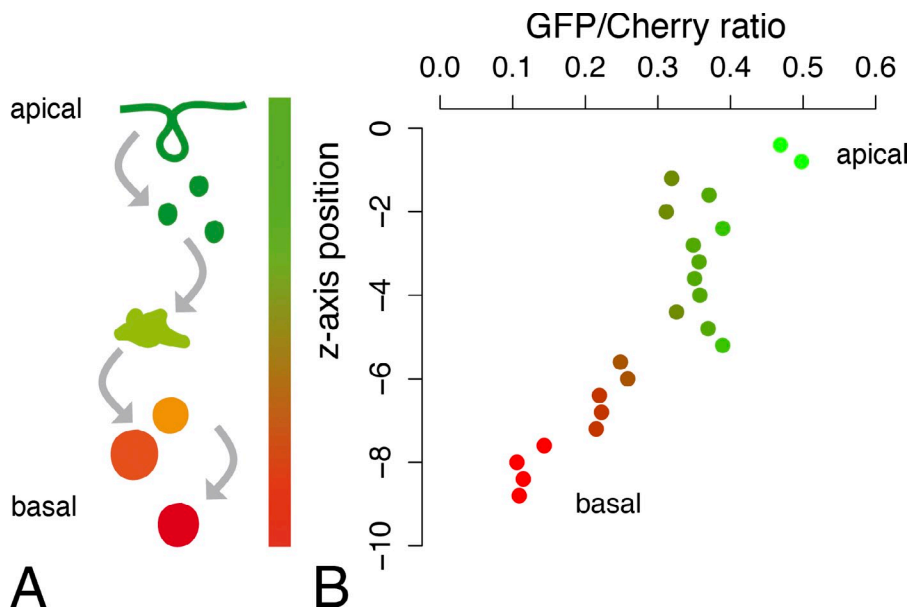 GFP/Cherry ratio
0.0 0.1 0.2 0.3 0.4 0.5 0.6
apical
z-axis position
0
−2
−4
−6
−8
−10
apical
basal
basal
A
B